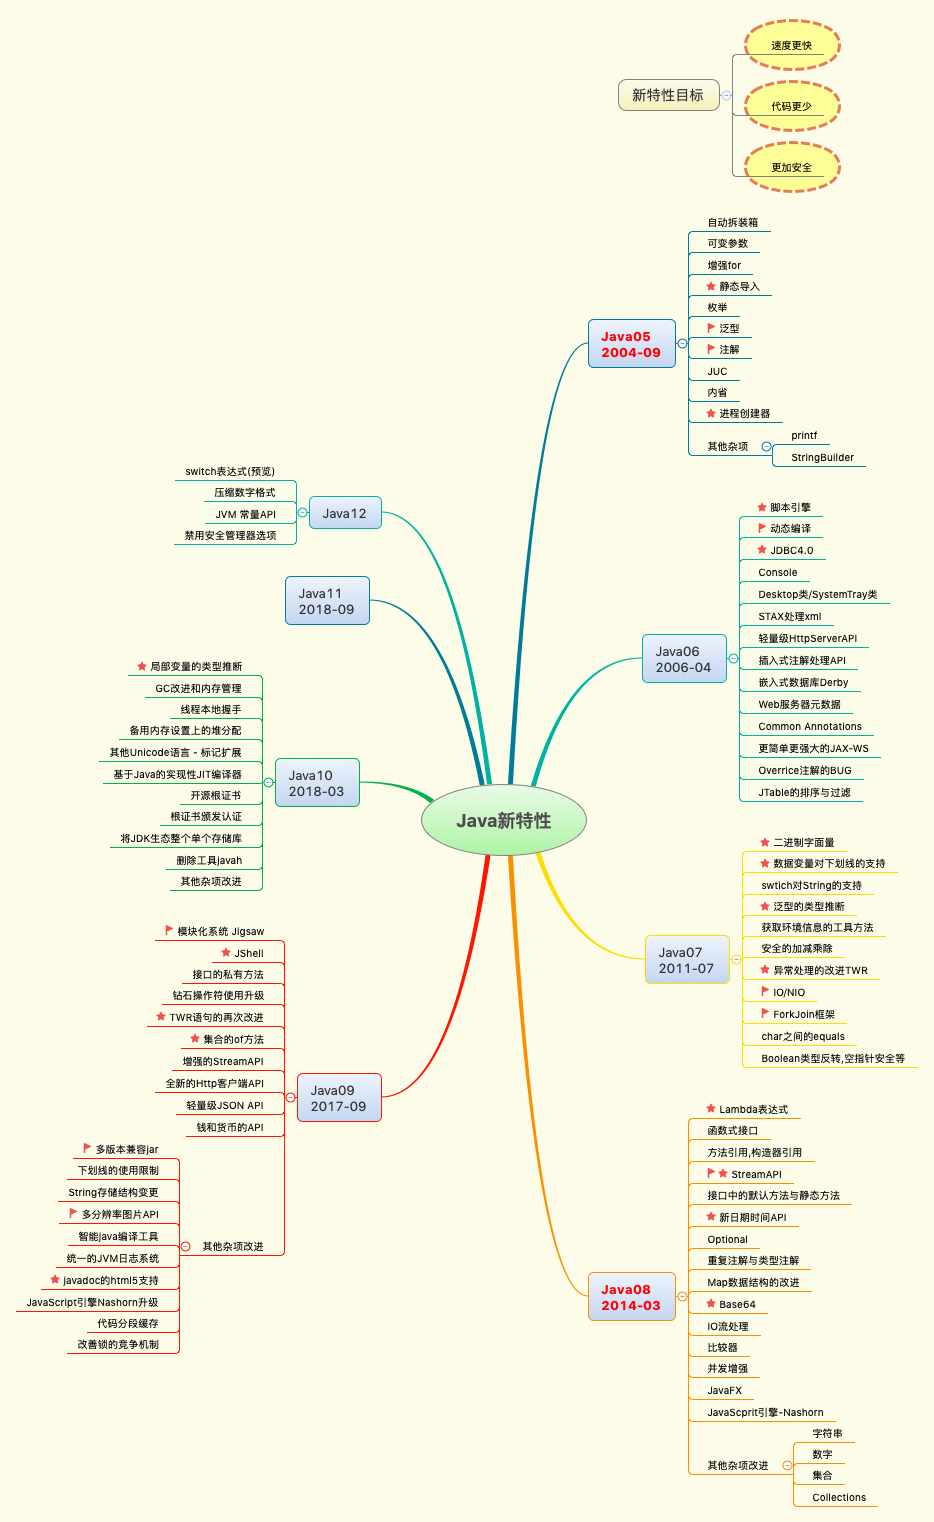 新特性目标
速度更快
代码更少
更加安全
Java新特性
Java05
2004-09
自动拆装箱
可变参数
增强for
静态导入
枚举
泛型
注解
JUC
内省
进程创建器
其他杂项
printf
StringBuilder
Java06
2006-04
脚本引擎
动态编译
JDBC4.0
Console
Desktop类/SystemTray类
STAX处理xml
轻量级HttpServerAPI
插入式注解处理API
嵌入式数据库Derby
Web服务器元数据
Common Annotations
更简单更强大的JAX-WS
Overrice注解的BUG
JTable的排序与过滤
Java07
2011-07
二进制字面量
数据变量对下划线的支持
swtich对String的支持
泛型的类型推断
获取环境信息的工具方法
安全的加减乘除
异常处理的改进TWR
IO/NIO
ForkJoin框架
char之间的equals
Boolean类型反转,空指针安全等
Java08
2014-03
Lambda表达式
函数式接口
方法引用,构造器引用
StreamAPI
接口中的默认方法与静态方法
新日期时间API
Optional
重复注解与类型注解
Map数据结构的改进
Base64
IO流处理
比较器
并发增强
JavaFX
JavaScprit引擎-Nashorn
其他杂项改进
字符串
数字
集合
Collections
Java12
switch表达式(预览)
压缩数字格式
JVM 常量API
禁用安全管理器选项
Java11
2018-09
Java10
2018-03
局部变量的类型推断
GC改进和内存管理
线程本地握手
备用内存设置上的堆分配
其他Unicode语言 - 标记扩展
基于Java的实现性JIT编译器
开源根证书
根证书颁发认证
将JDK生态整个单个存储库
删除工具javah
其他杂项改进
Java09
2017-09
模块化系统 Jigsaw
JShell
接口的私有方法
钻石操作符使用升级
TWR语句的再次改进
集合的of方法
增强的StreamAPI
全新的Http客户端API
轻量级JSON API
钱和货币的API
其他杂项改进
多版本兼容jar
下划线的使用限制
String存储结构变更
多分辨率图片API
智能java编译工具
统一的JVM日志系统
javadoc的html5支持
JavaScript引擎Nashorn升级
代码分段缓存
改善锁的竞争机制